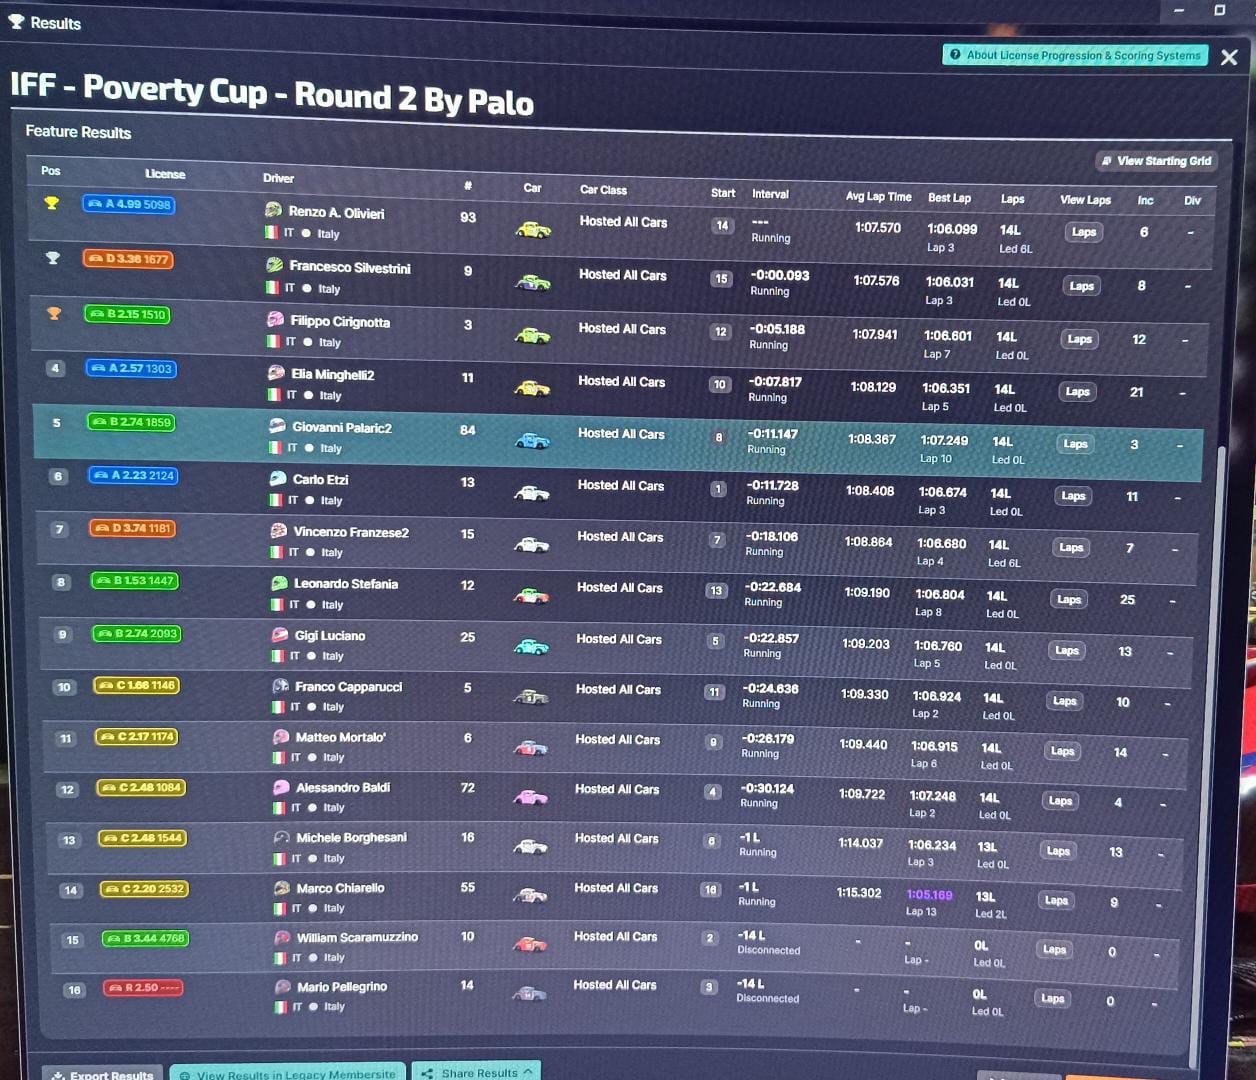 Results
About License Progression & Scoring Systems
IFF - Poverty Cup - Round 2 By Palo
Feature Results
View Starting Grid
Pos License Driver # Car Car Class Start Interval Avg Lap Time Best Lap Laps View Laps Inc Div
A 4.99 5098 Renzo A. Olivieri 93 Hosted All Cars 14 --- 1:07.570 1:06.099 14L Laps 6 -
IT Italy Running Lap 3 Led 6L
D 3.36 1677 Francesco Silvestrini 9 Hosted All Cars 15 -0:00.093 1:07.576 1:06.031 14L Laps 8 -
IT Italy Running Lap 3 Led 0L
B 2.15 1510 Filippo Cirignotta 3 Hosted All Cars 12 -0:05.188 1:07.941 1:06.601 14L Laps 12 -
IT Italy Running Lap 7 Led 0L
4 A 2.57 1303 Elia Minghelli2 11 Hosted All Cars 10 -0:07.817 1:08.129 1:06.351 14L Laps 21 -
IT Italy Running Lap 5 Led 0L
5 B 2.74 1859 Giovanni Palaric2 84 Hosted All Cars 8 -0:11.147 1:08.367 1:07.249 14L Laps 3 -
IT Italy Running Lap 10 Led 0L
6 A 2.23 2124 Carlo Etzi 13 Hosted All Cars 1 -0:11.728 1:08.408 1:06.674 14L Laps 11 -
IT Italy Running Lap 3 Led 0L
7 D 3.74 1181 Vincenzo Franzese2 15 Hosted All Cars 7 -0:18.106 1:08.864 1:06.680 14L Laps 7 -
IT Italy Running Lap 4 Led 6L
8 B 1.53 1447 Leonardo Stefania 12 Hosted All Cars 13 -0:22.684 1:09.190 1:06.804 14L Laps 25 -
IT Italy Running Lap 8 Led 0L
9 B 2.74 2093 Gigi Luciano 25 Hosted All Cars 5 -0:22.857 1:09.203 1:06.760 14L Laps 13 -
IT Italy Running Lap 5 Led 0L
10 C 1.66 1146 Franco Capparucci 5 Hosted All Cars 11 -0:24.636 1:09.330 1:06.924 14L Laps 10 -
IT Italy Running Lap 2 Led 0L
11 C 2.17 1174 Matteo Mortalo' 6 Hosted All Cars 9 -0:26.179 1:09.440 1:06.915 14L Laps 14 -
IT Italy Running Lap 6 Led 0L
12 C 2.48 1084 Alessandro Baldi 72 Hosted All Cars 4 -0:30.124 1:09.722 1:07.248 14L Laps 4 -
IT Italy Running Lap 2 Led 0L
13 C 2.48 1544 Michele Borghesani 16 Hosted All Cars 6 -1 L 1:14.037 1:06.234 13L Laps 13 -
IT Italy Running Lap 3 Led 0L
14 C 2.20 2532 Marco Chiarello 55 Hosted All Cars 16 -1 L 1:15.302 1:05.169 13L Laps 9 -
IT Italy Running Lap 13 Led 2L
15 B 3.44 4768 William Scaramuzzino 10 Hosted All Cars 2 -14 L - - 0L Laps 0 -
IT Italy Disconnected Lap - Led 0L
16 R 2.50 ---- Mario Pellegrino 14 Hosted All Cars 3 -14 L - - 0L Laps 0 -
IT Italy Disconnected Lap - Led 0L
Export Results View Results in Legacy Membersite Share Results